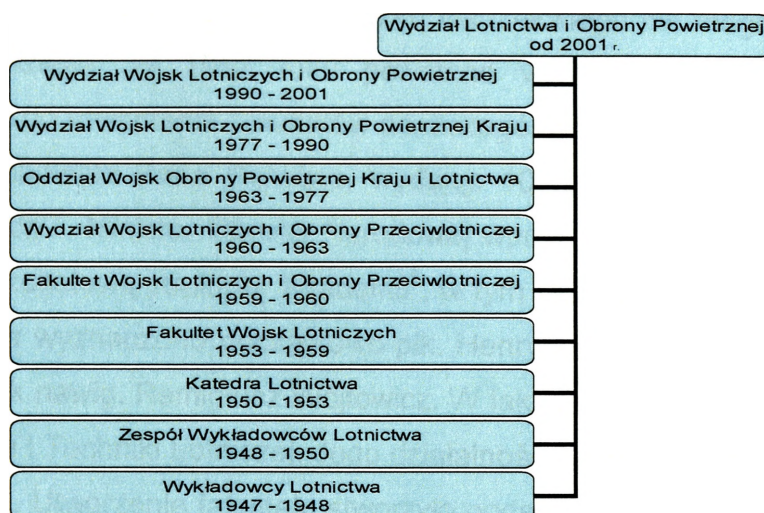 Wydział Lotnictwa i Obrony Powietrznej
od 2001 r.
Wydział Wojsk Lotniczych i Obrony Powietrznej
1990 - 2001
Wydział Wojsk Lotniczych i Obrony Powietrznej Kraju
1977 - 1990
Oddział Wojsk Obrony Powietrznej Kraju i Lotnictwa
1963 - 1977
Wydział Wojsk Lotniczych i Obrony Przeciwlotniczej
1960 - 1963
Fakultet Wojsk Lotniczych i Obrony Przeciwlotniczej
1959 - 1960
Fakultet Wojsk Lotniczych
1953 - 1959
Katedra Lotnictwa
1950 - 1953
Zespół Wykładowców Lotnictwa
1948 - 1950
Wykładowcy Lotnictwa
1947 - 1948